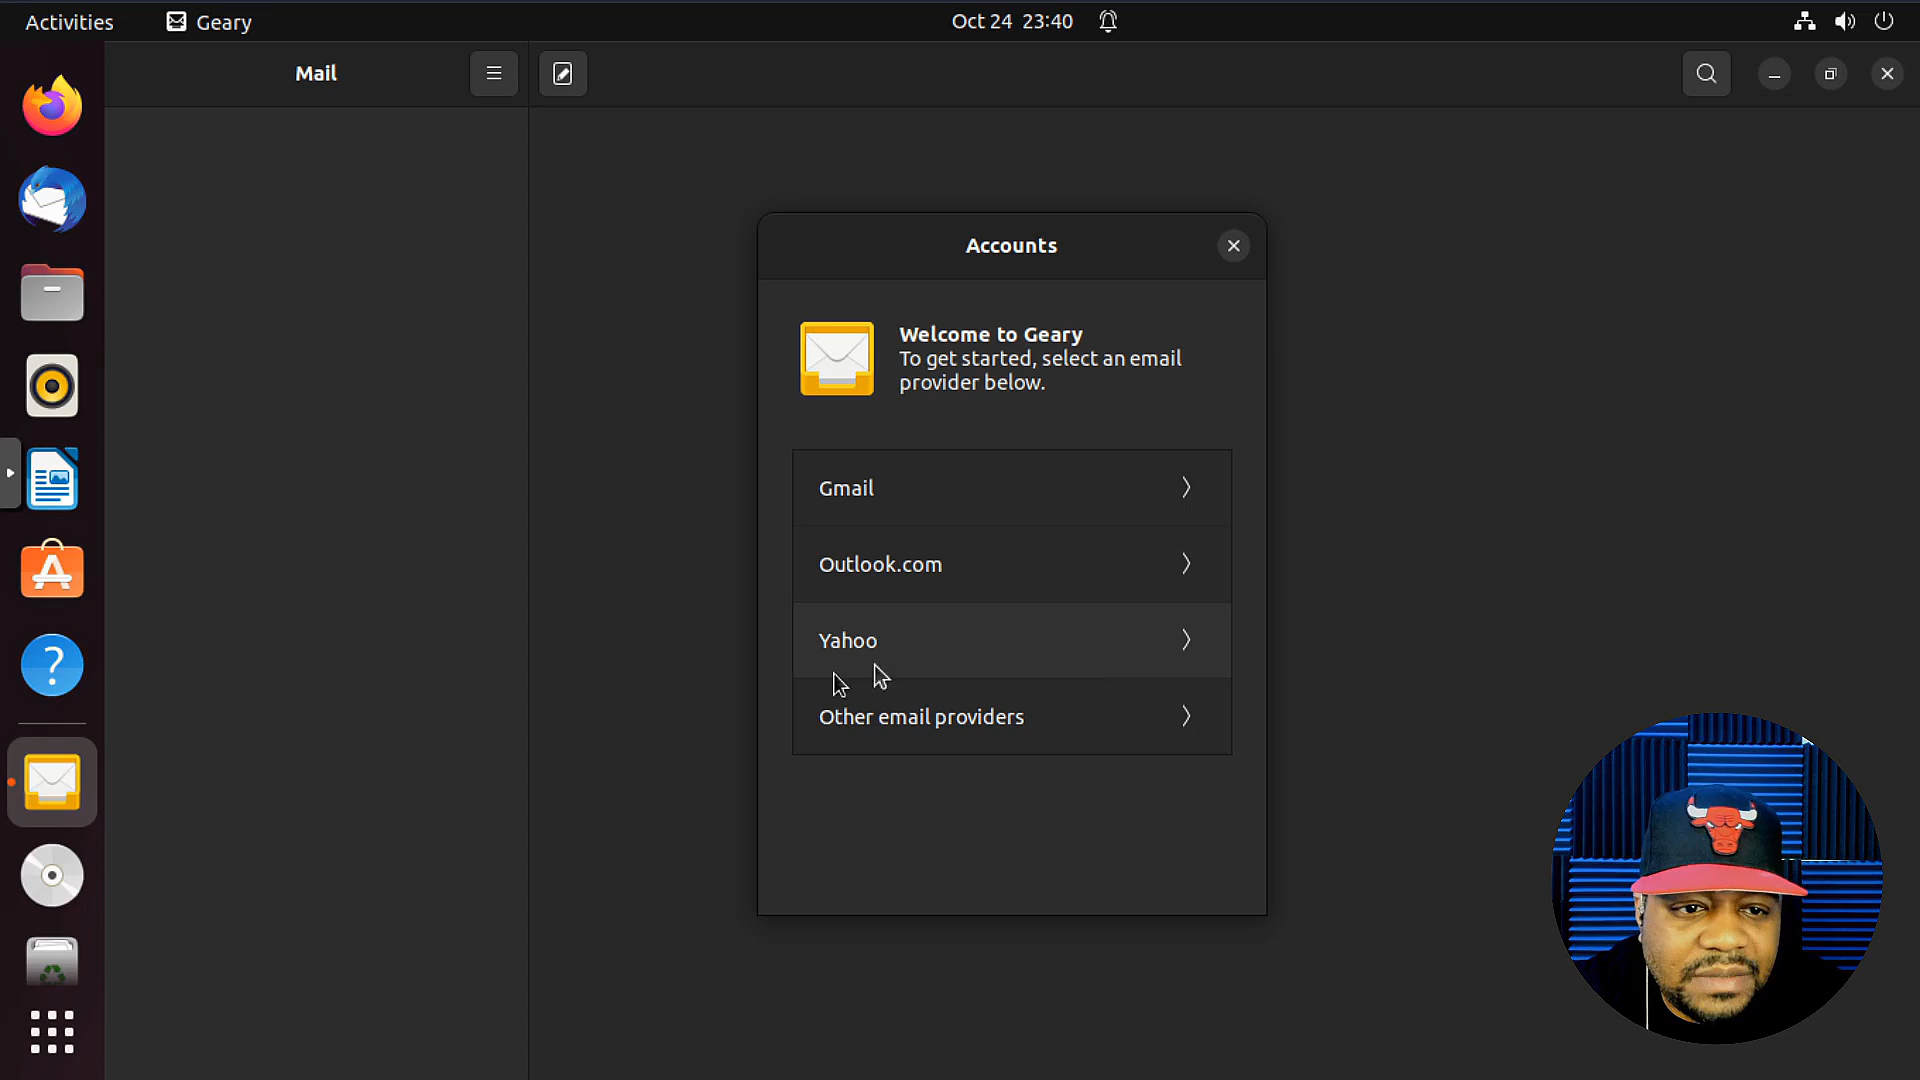 Activities
Geary
Oct 24 23:40
Mail
Accounts
Welcome to Geary
To get started, select an email
provider below.
Gmail
Outlook.com
Yahoo
Other email providers